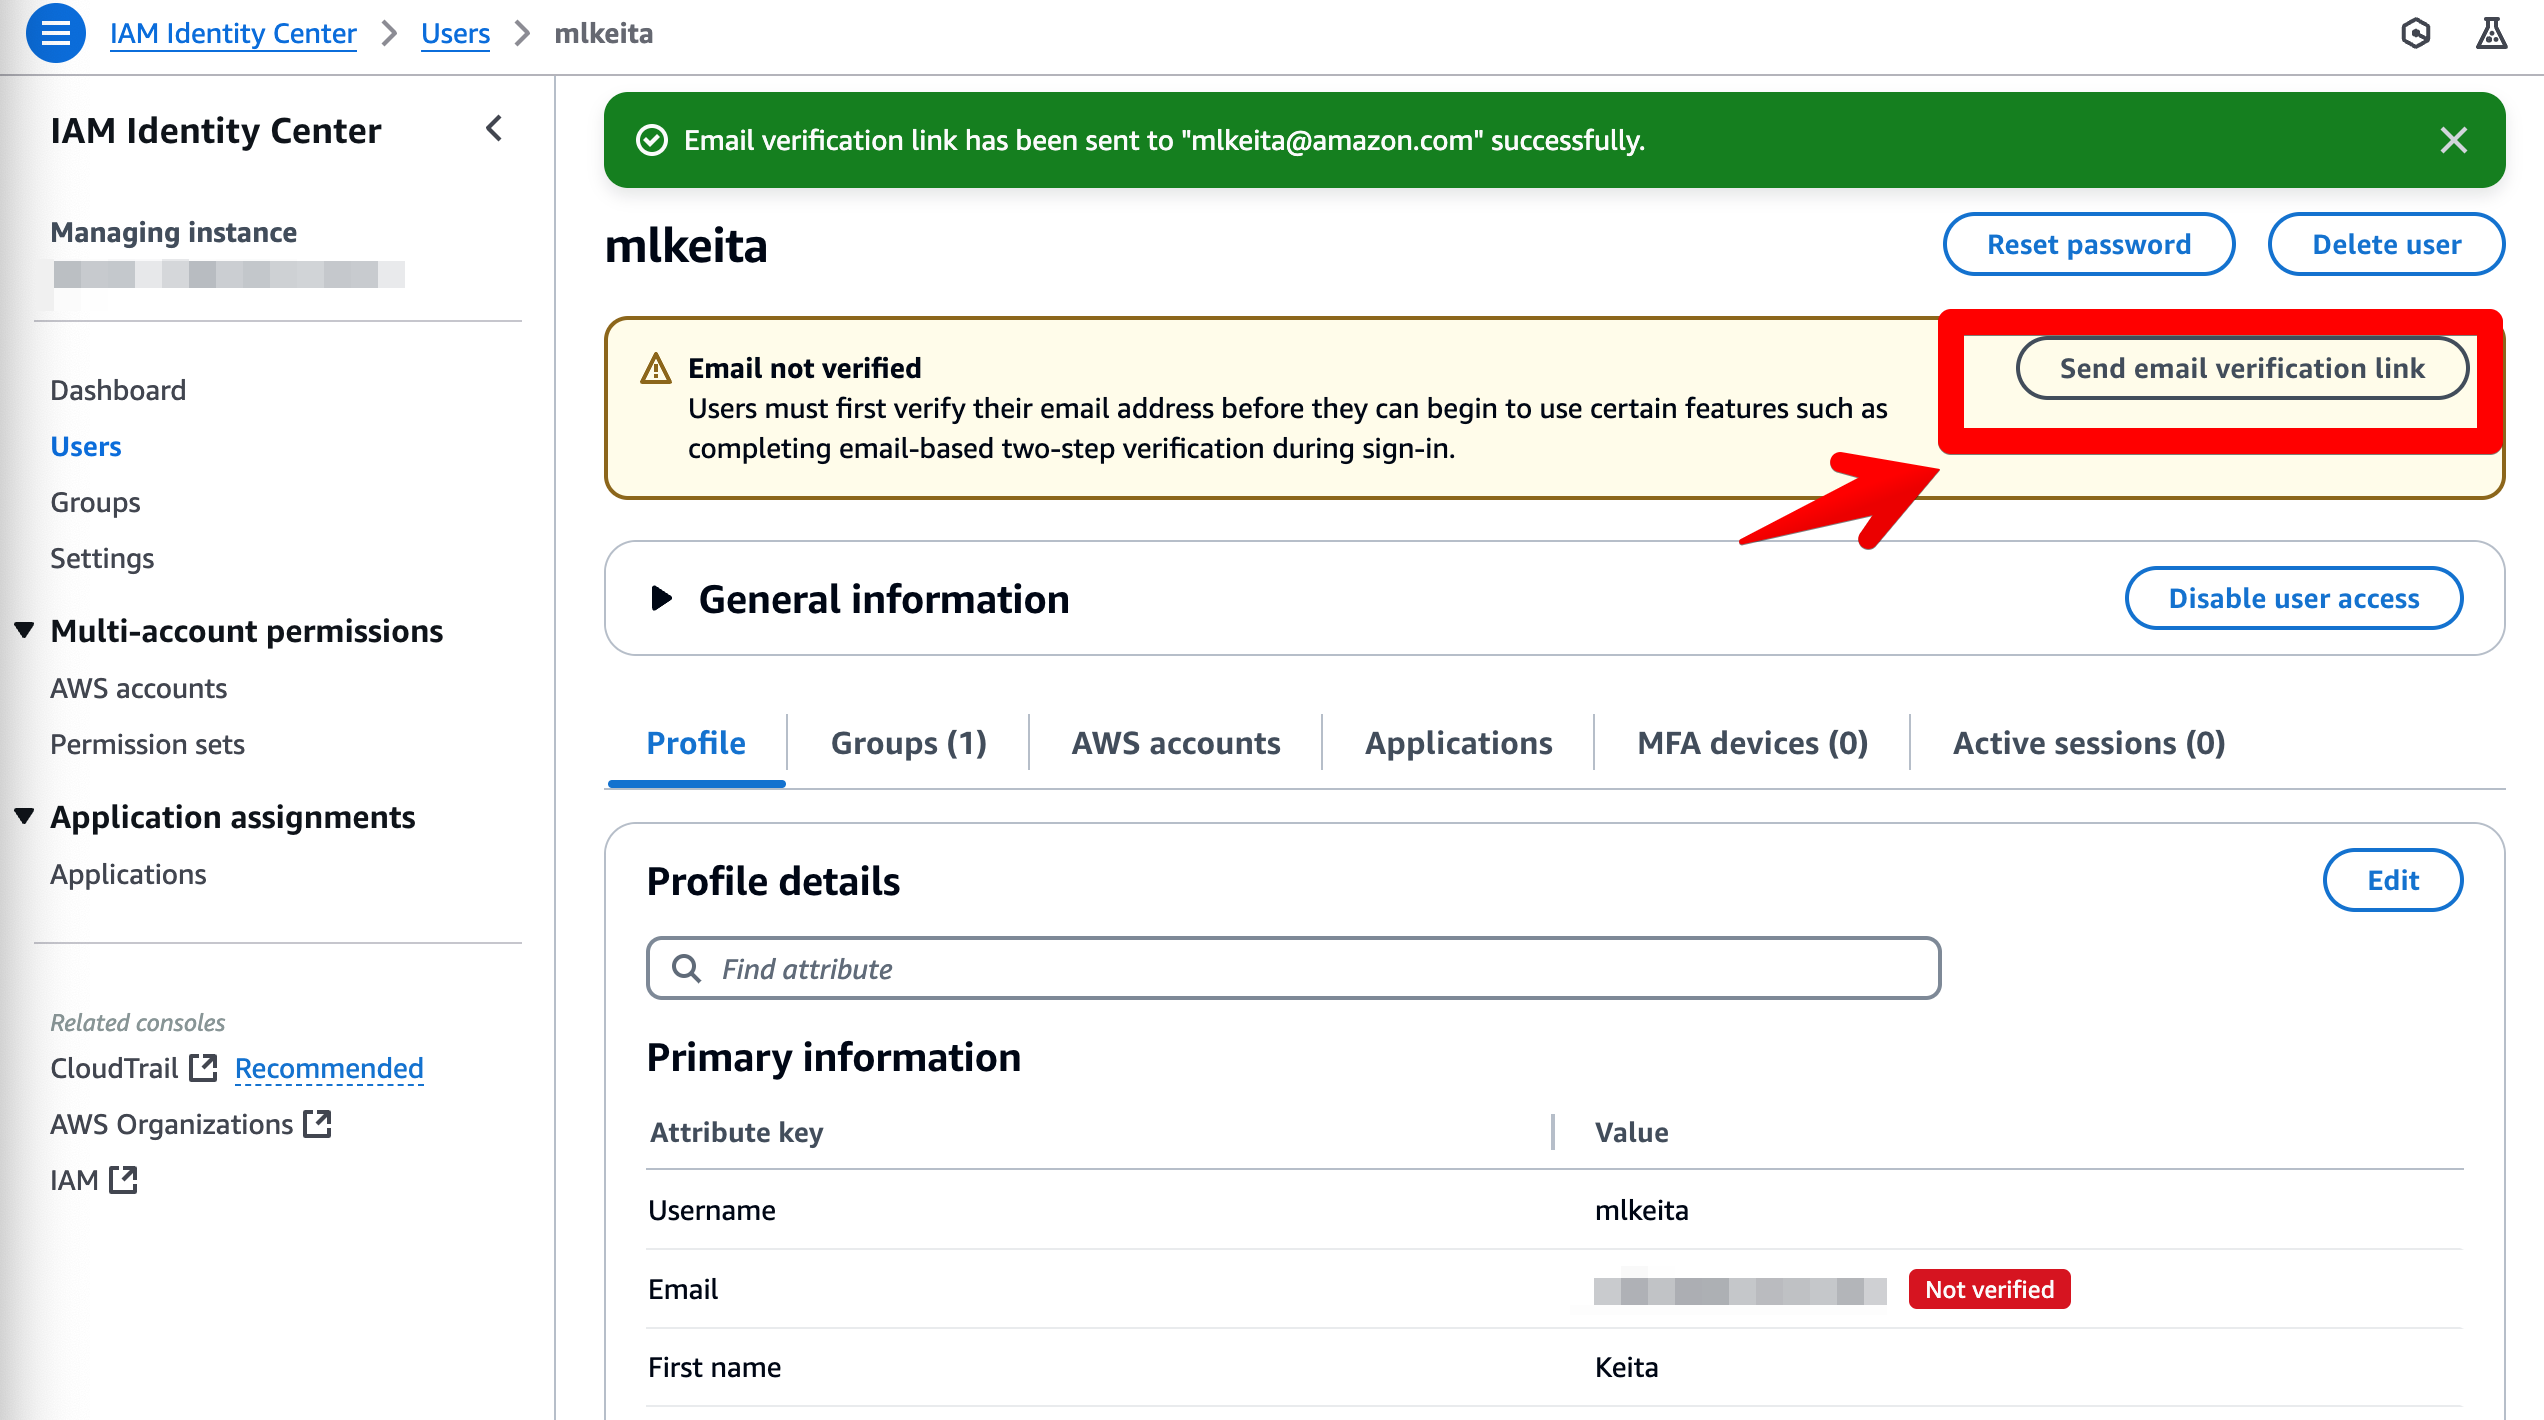 IAM Identity Center > Users > mlkeita
IAM Identity Center
Managing instance
Dashboard
Users
Groups
Settings
Multi-account permissions
AWS accounts
Permission sets
Application assignments
Applications
Related consoles
CloudTrail Recommended
AWS Organizations
IAM
Email verification link has been sent to "mlkeita@amazon.com" successfully.
mlkeita
Reset password
Delete user
Email not verified
Users must first verify their email address before they can begin to use certain features such as
completing email-based two-step verification during sign-in.
Send email verification link
General information
Disable user access
Profile
Groups (1)
AWS accounts
Applications
MFA devices (0)
Active sessions (0)
Profile details
Edit
Find attribute
Primary information
Attribute key Value
Username mlkeita
Email Not verified
First name Keita